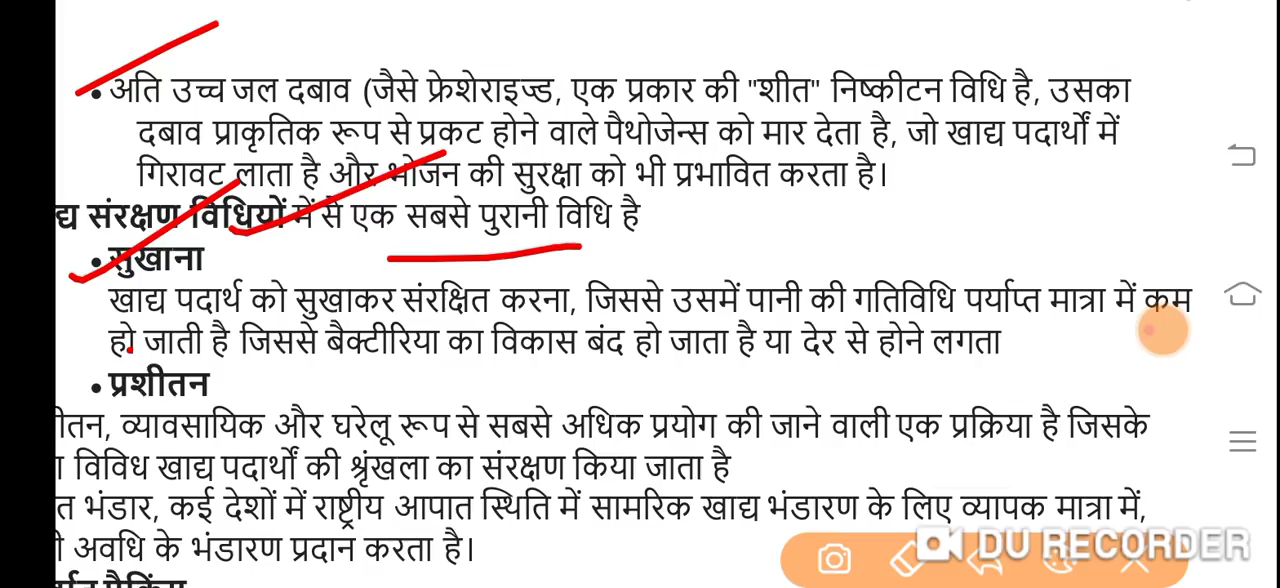 • अति उच्च जल दबाव (जैसे फ्रेशेराइज्ड, एक प्रकार की "शीत" निष्कीटन विधि है, उसका
दबाव प्राकृतिक रूप से प्रकट होने वाले पैथोजेन्स को मार देता है, जो खाद्य पदार्थों में
गिरावट लाता है और भोजन की सुरक्षा को भी प्रभावित करता है।
संरक्षण विधियों में से एक सबसे पुरानी विधि है
• सुखाना
खाद्य पदार्थ को सुखाकर संरक्षित करना, जिससे उसमें पानी की गतिविधि पर्याप्त मात्रा में कम
हो जाती है जिससे बैक्टीरिया का विकास बंद हो जाता है या देर से होने लगता
• प्रशीतन
व्यावसायिक और घरेलू रूप से सबसे अधिक प्रयोग की जाने वाली एक प्रक्रिया है जिसके
विविध खाद्य पदार्थों की श्रृंखला का संरक्षण किया जाता है
भंडार, कई देशों में राष्ट्रीय आपात स्थिति में सामरिक खाद्य भंडारण के लिए व्यापक मात्रा में,
अवधि के भंडारण प्रदान करता है।
DU RECORDER